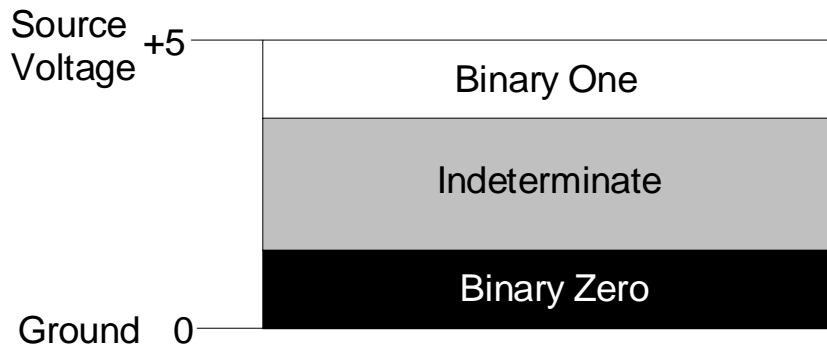 Source
Voltage +5
Binary One
Indeterminate
Binary Zero
Ground 0